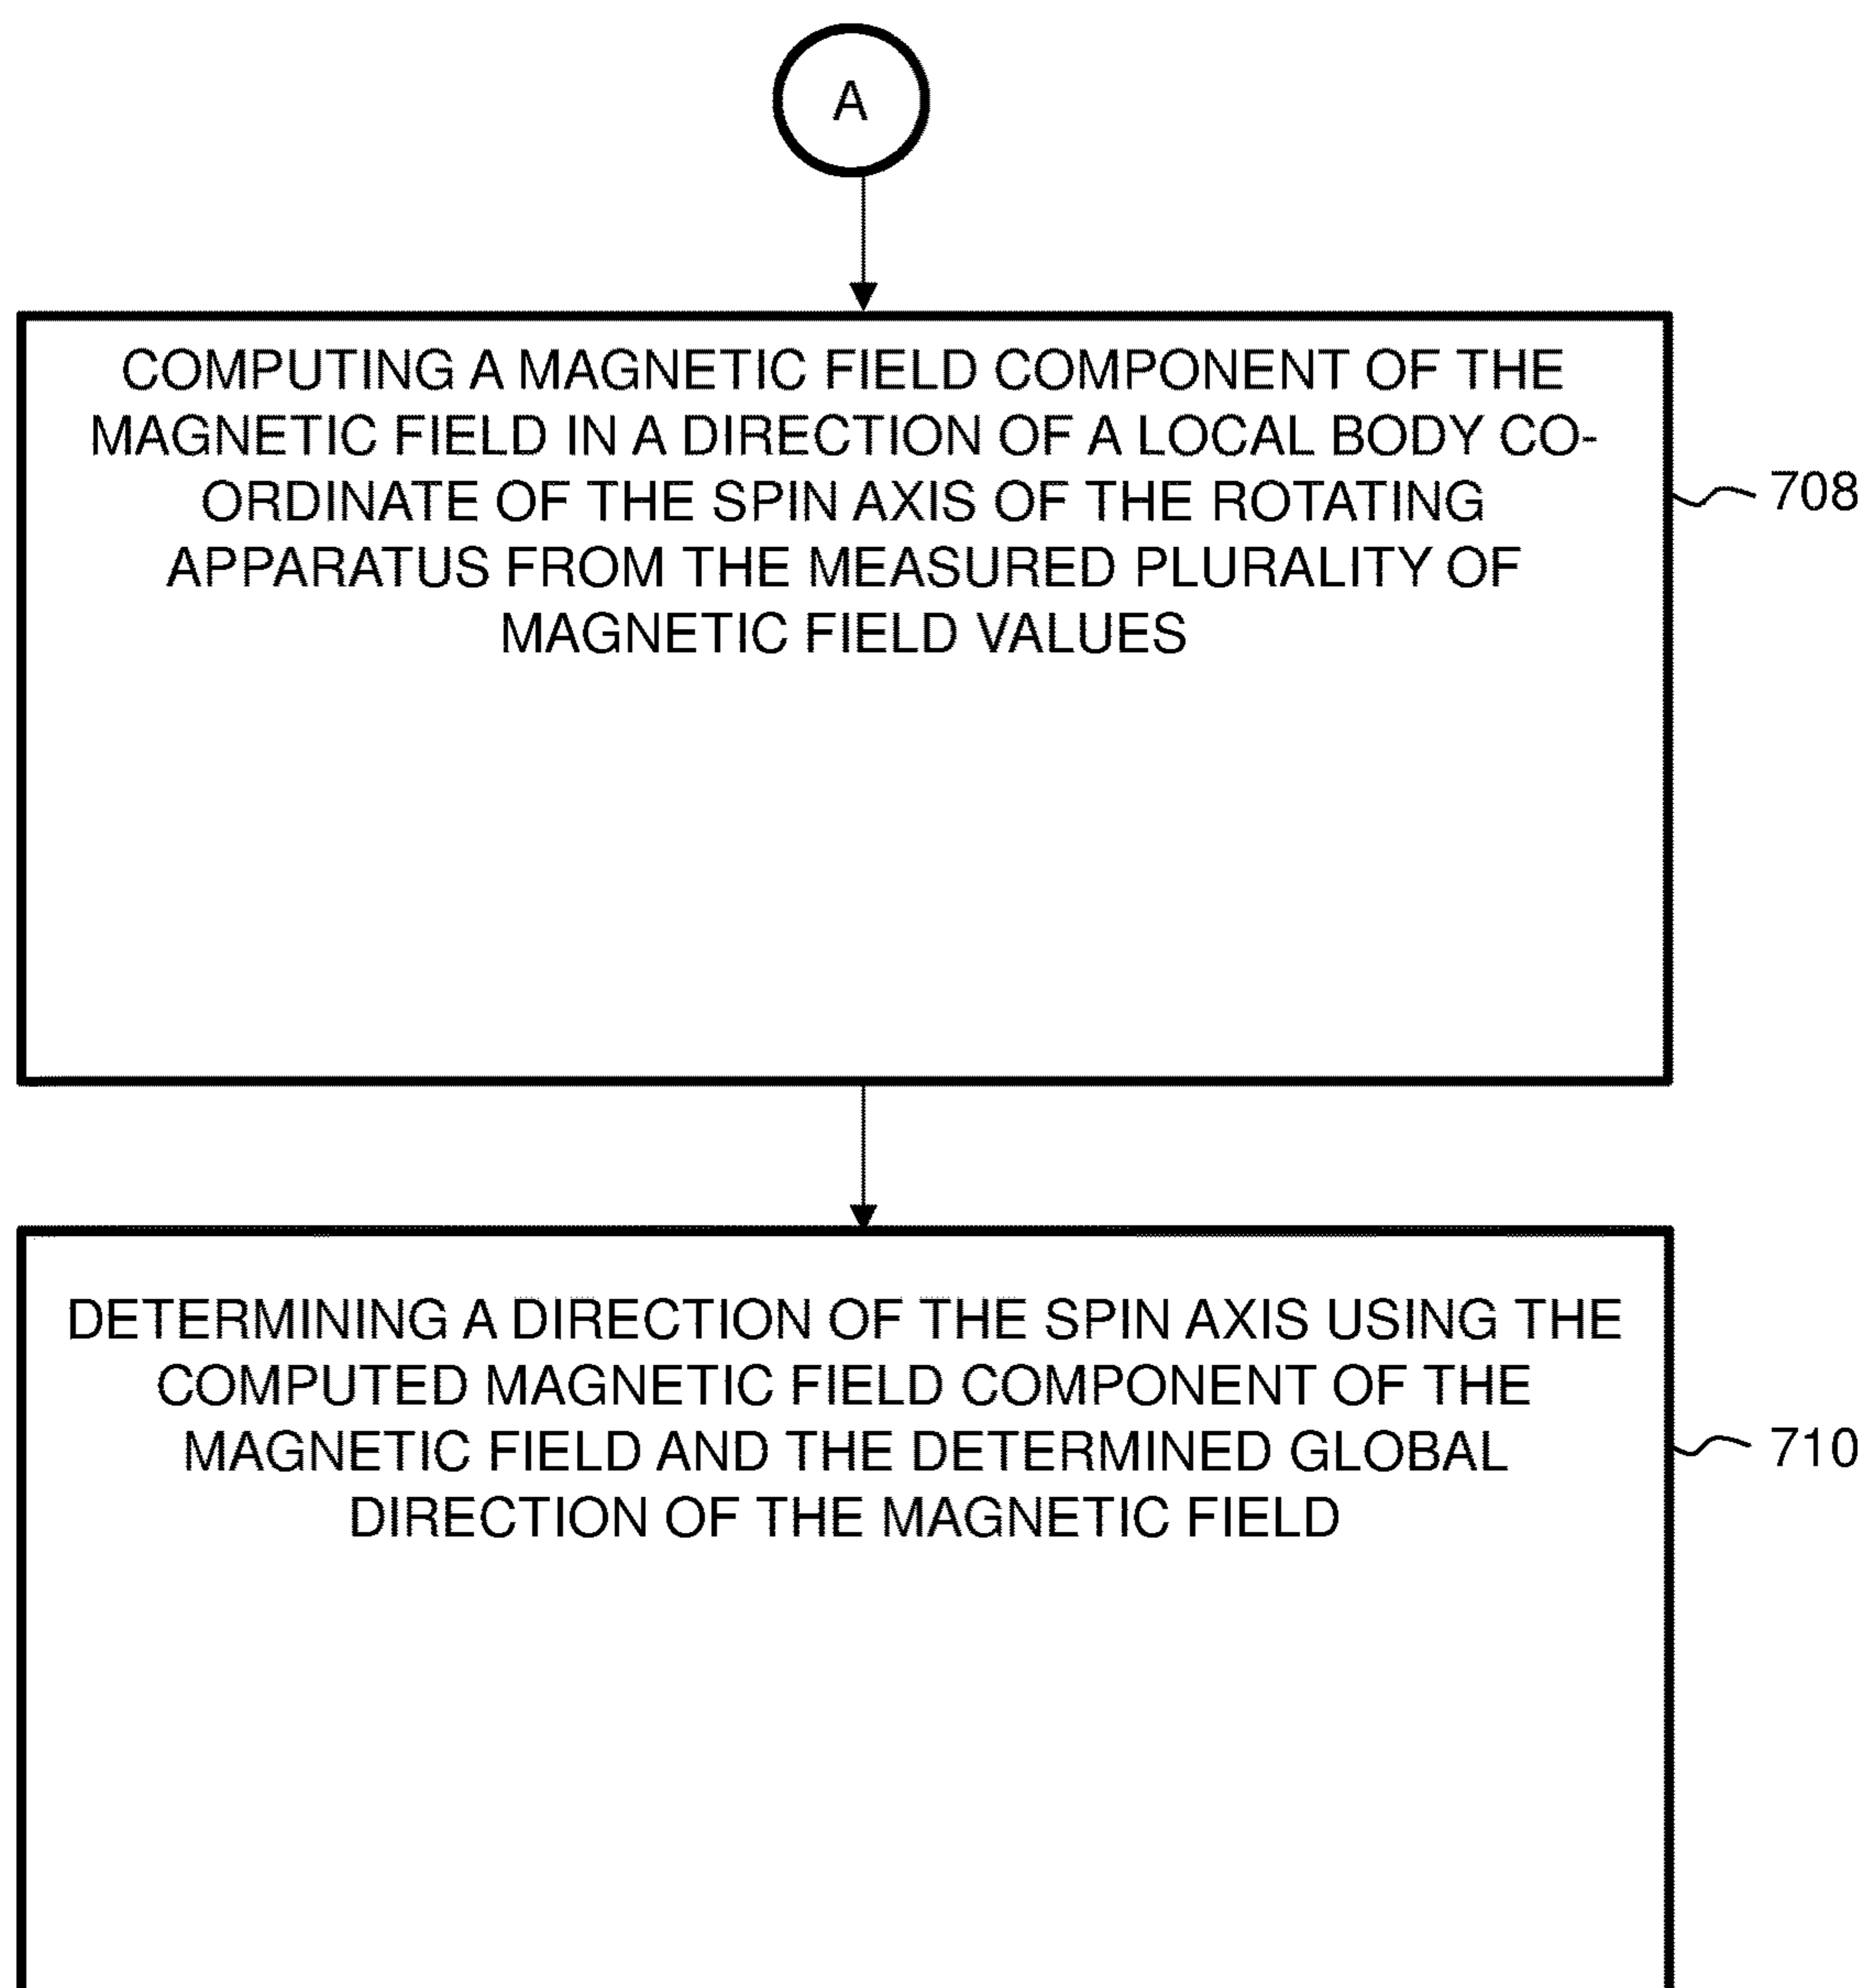 A
COMPUTING A MAGNETIC FIELD COMPONENT OF THE
MAGNETIC FIELD IN A DIRECTION OF A LOCAL BODY CO-
ORDINATE OF THE SPIN AXIS OF THE ROTATING
APPARATUS FROM THE MEASURED PLURALITY OF
MAGNETIC FIELD VALUES
708
DETERMINING A DIRECTION OF THE SPIN AXIS USING THE
COMPUTED MAGNETIC FIELD COMPONENT OF THE
MAGNETIC FIELD AND THE DETERMINED GLOBAL
DIRECTION OF THE MAGNETIC FIELD
710